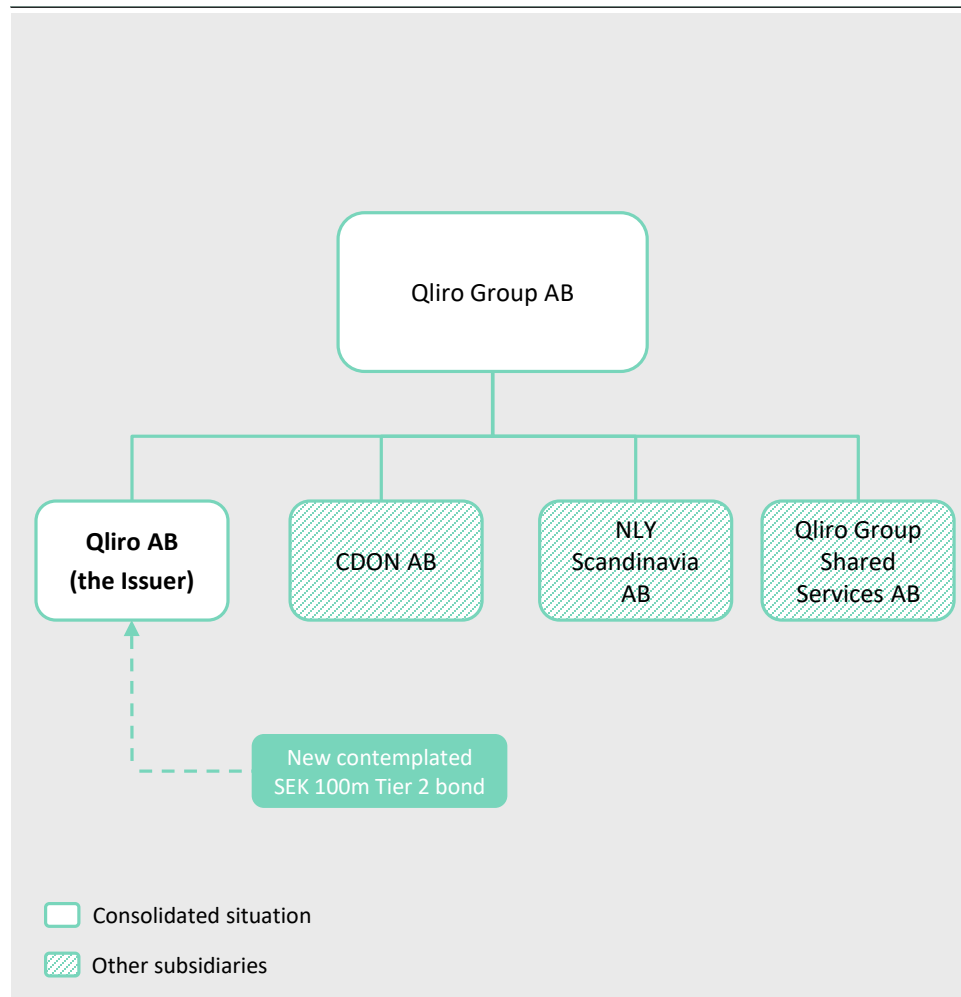 Qliro Group AB
Qliro AB
(the Issuer)
CDON AB
NLY
Scandinavia
AB
Qliro Group
Shared
Services AB
New contemplated
SEK 100m Tier 2 bond
Consolidated situation
Other subsidiaries